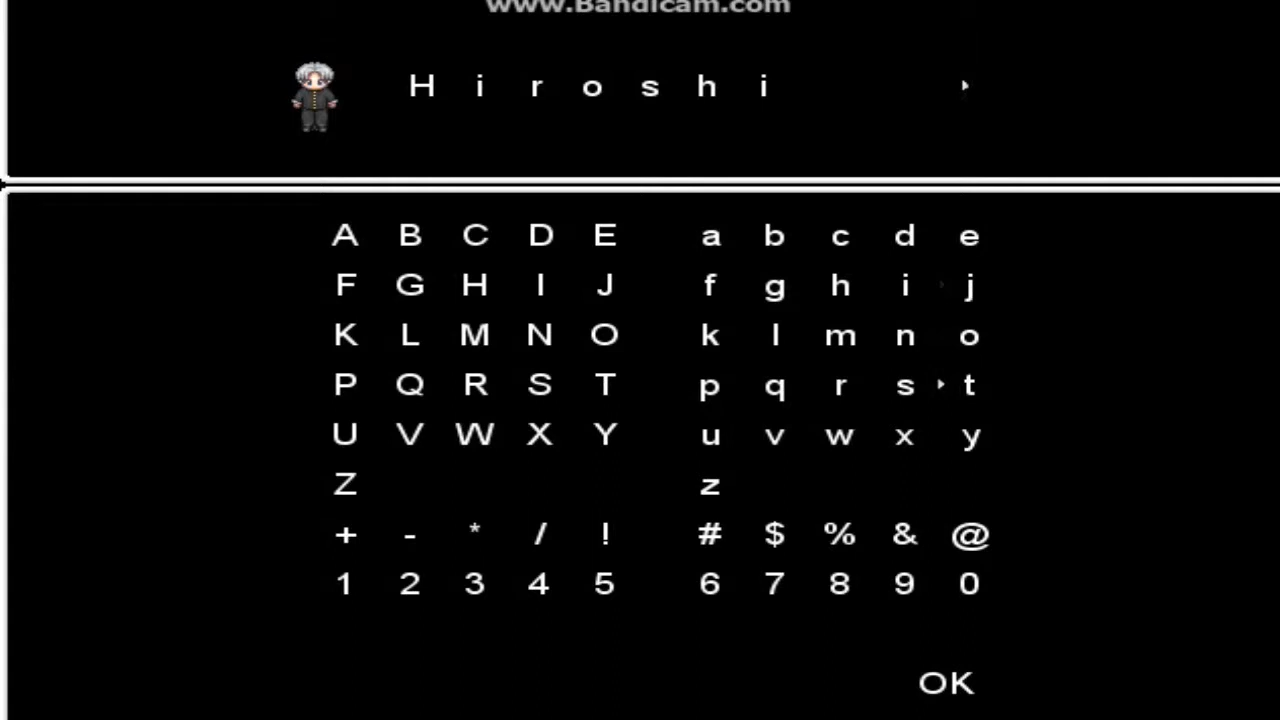 www.Bandicam.com
H i r o s h i
A B C D E a b c d e
F G H I J f g h i j
K L M N O k l m n o
P Q R S T p q r s t
U V W X Y u v w x y
Z z
+ - * / ! # $ % & @
1 2 3 4 5 6 7 8 9 0
OK